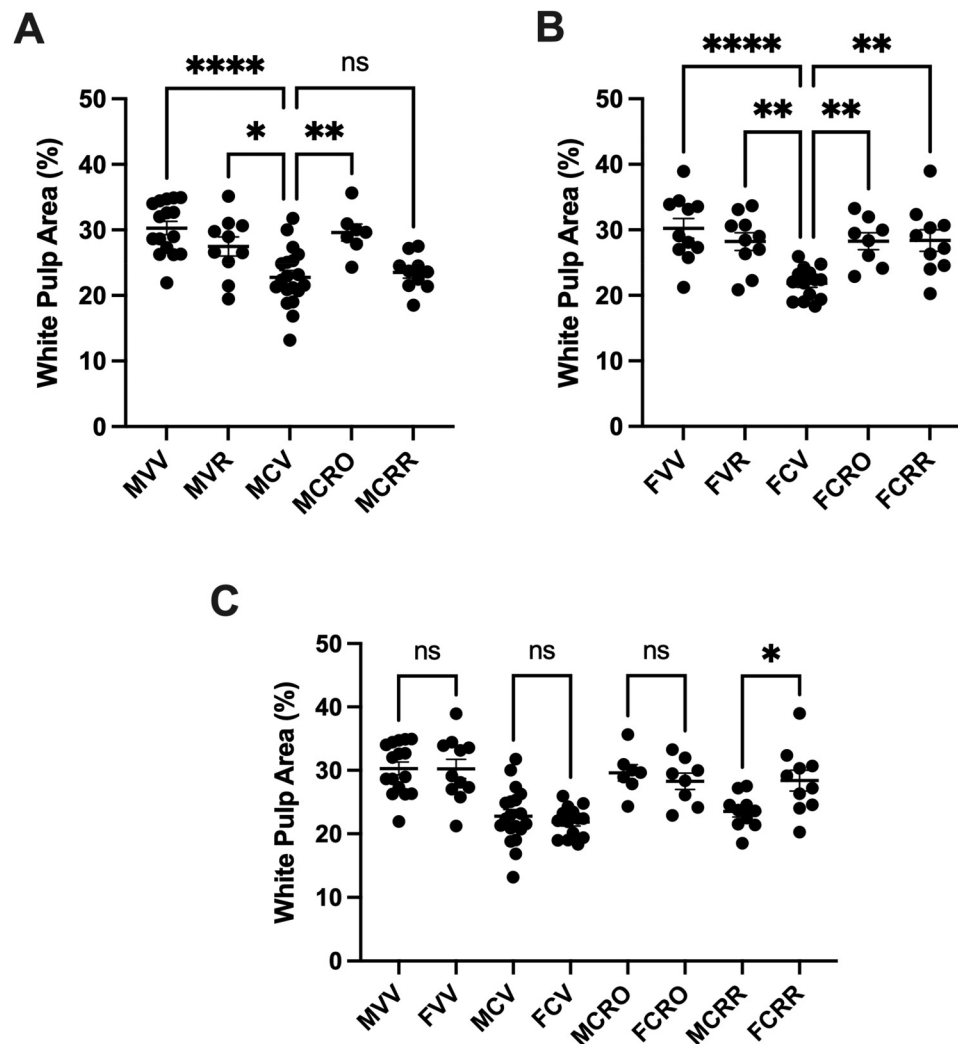 A
**** ns
* **
White Pulp Area (%)
50
40
30
20
10
0
MVV MVR MCV MCRO MCRR
B
**** **
** **
White Pulp Area (%)
50
40
30
20
10
0
FVV FVR FCV FCRO FCRR
C
ns ns ns *
White Pulp Area (%)
50
40
30
20
10
0
MVV FVV MCV FCV MCRO FCRO MCRR FCRR